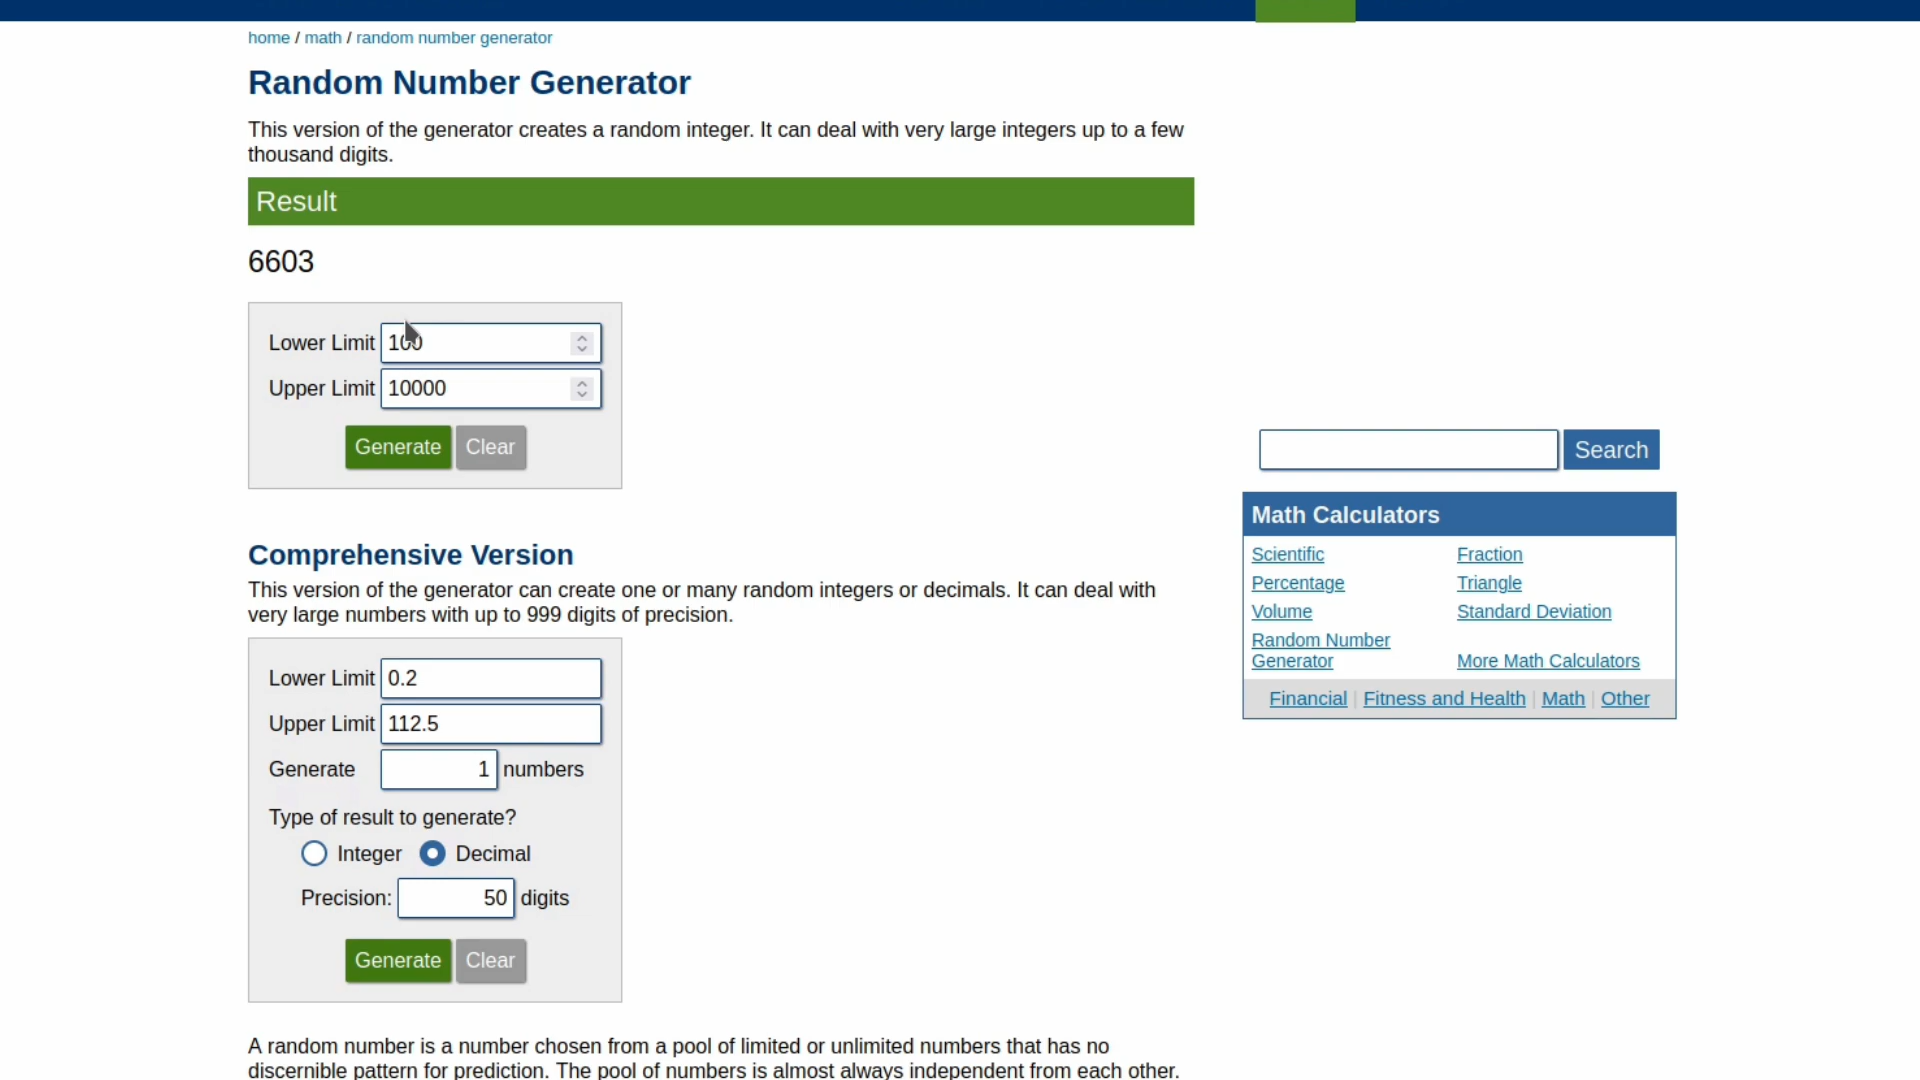 home / math / random number generator
Random Number Generator
This version of the generator creates a random integer. It can deal with very large integers up to a few
thousand digits.
Result
6603
Lower Limit 100
Upper Limit 10000
Generate Clear
Search
Math Calculators
Scientific Fraction
Percentage Triangle
Volume Standard Deviation
Random Number
Generator More Math Calculators
Financial | Fitness and Health | Math | Other
Comprehensive Version
This version of the generator can create one or many random integers or decimals. It can deal with
very large numbers with up to 999 digits of precision.
Lower Limit 0.2
Upper Limit 112.5
Generate 1 numbers
Type of result to generate?
Integer Decimal
Precision: 50 digits
Generate Clear
A random number is a number chosen from a pool of limited or unlimited numbers that has no
discernible pattern for prediction. The pool of numbers is almost always independent from each other.